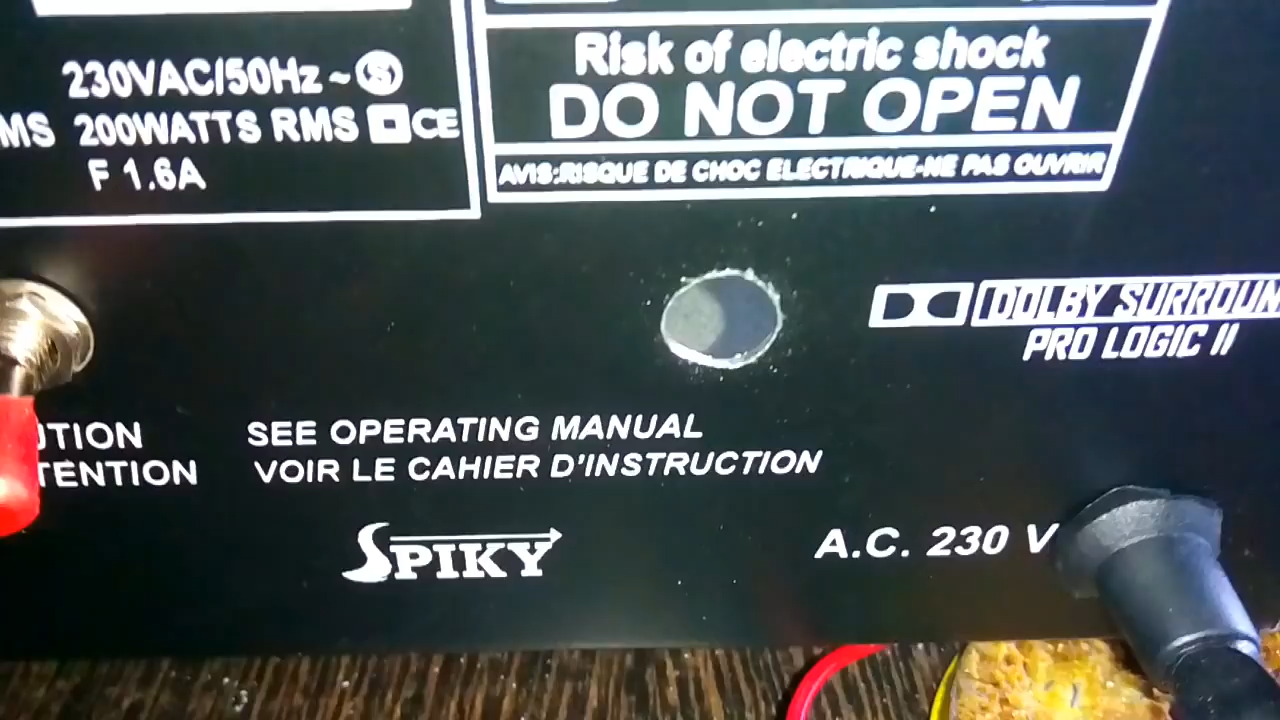 230VAC/50Hz ~ S
MS 200WATTS RMS CE
F 1.6A
Risk of electric shock
DO NOT OPEN
AVIS:RISQUE DE CHOC ELECTRIQUE-NE PAS OUVRIR
DOLBY SURROUN
PRO LOGIC II
UTION SEE OPERATING MANUAL
TENTION VOIR LE CAHIER D'INSTRUCTION
SPIKY
A.C. 230 V